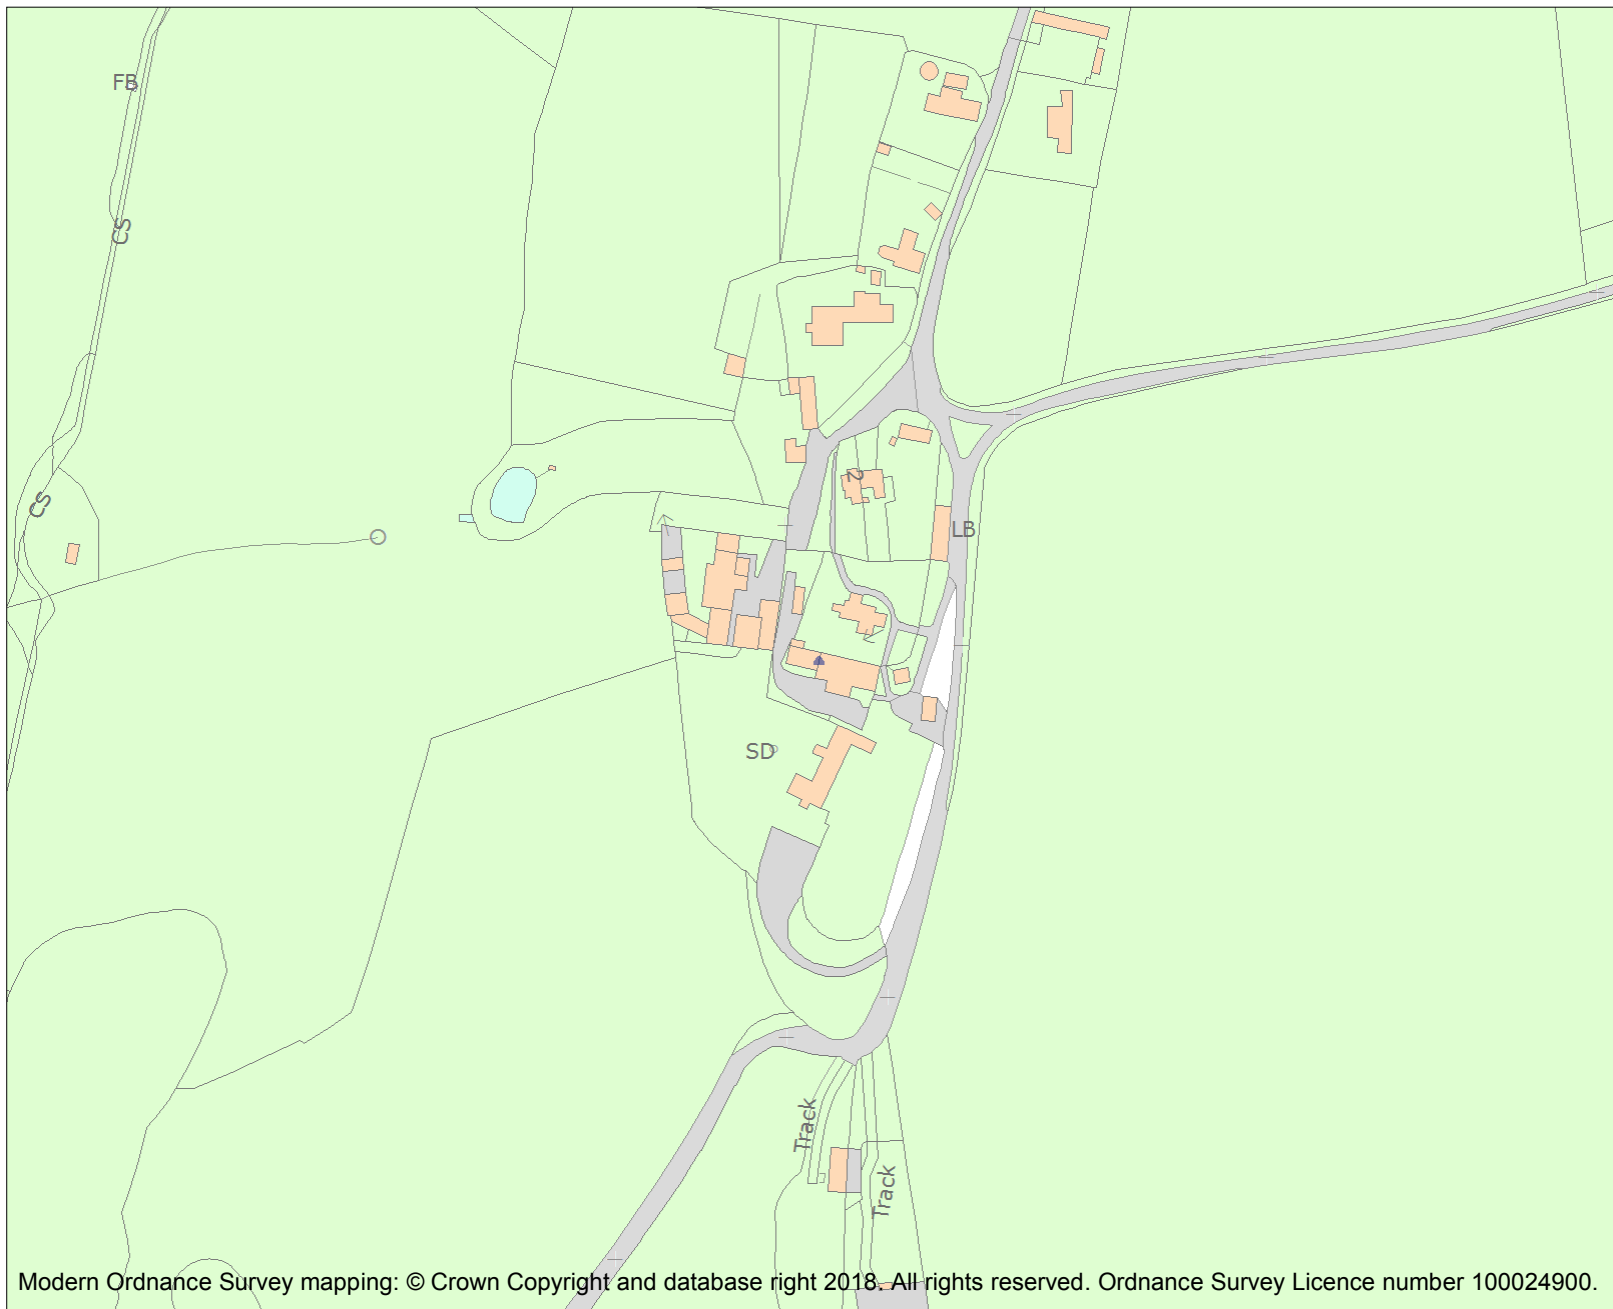 FB
CS
2
CS
LB
SD
Track
Track
Modern Ordnance Survey mapping: © Crown Copyright and database right 2018. All rights reserved. Ordnance Survey Licence number 100024900.